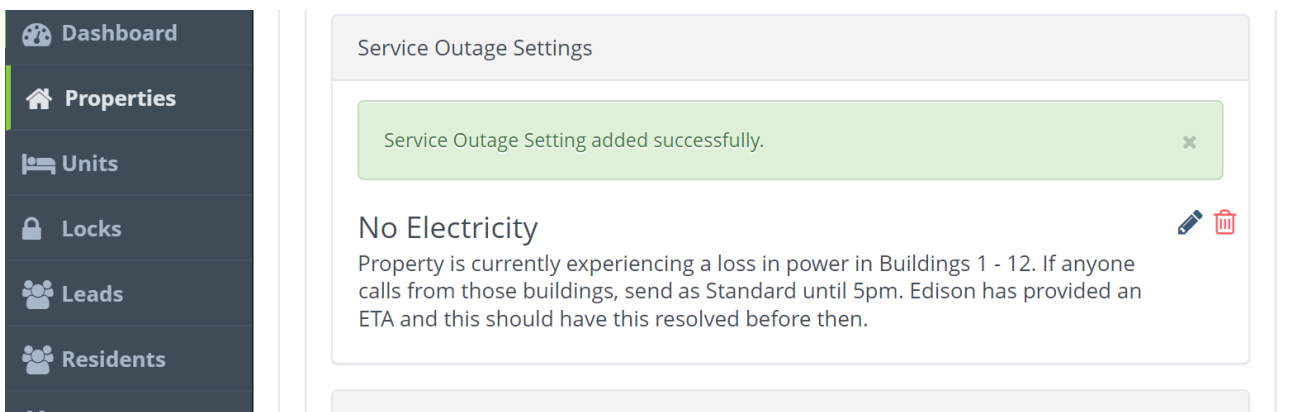 Dashboard
Properties
Units
Locks
Leads
Residents
Service Outage Settings
Service Outage Setting added successfully.
×
No Electricity
Property is currently experiencing a loss in power in Buildings 1 - 12. If anyone
calls from those buildings, send as Standard until 5pm. Edison has provided an
ETA and this should have this resolved before then.